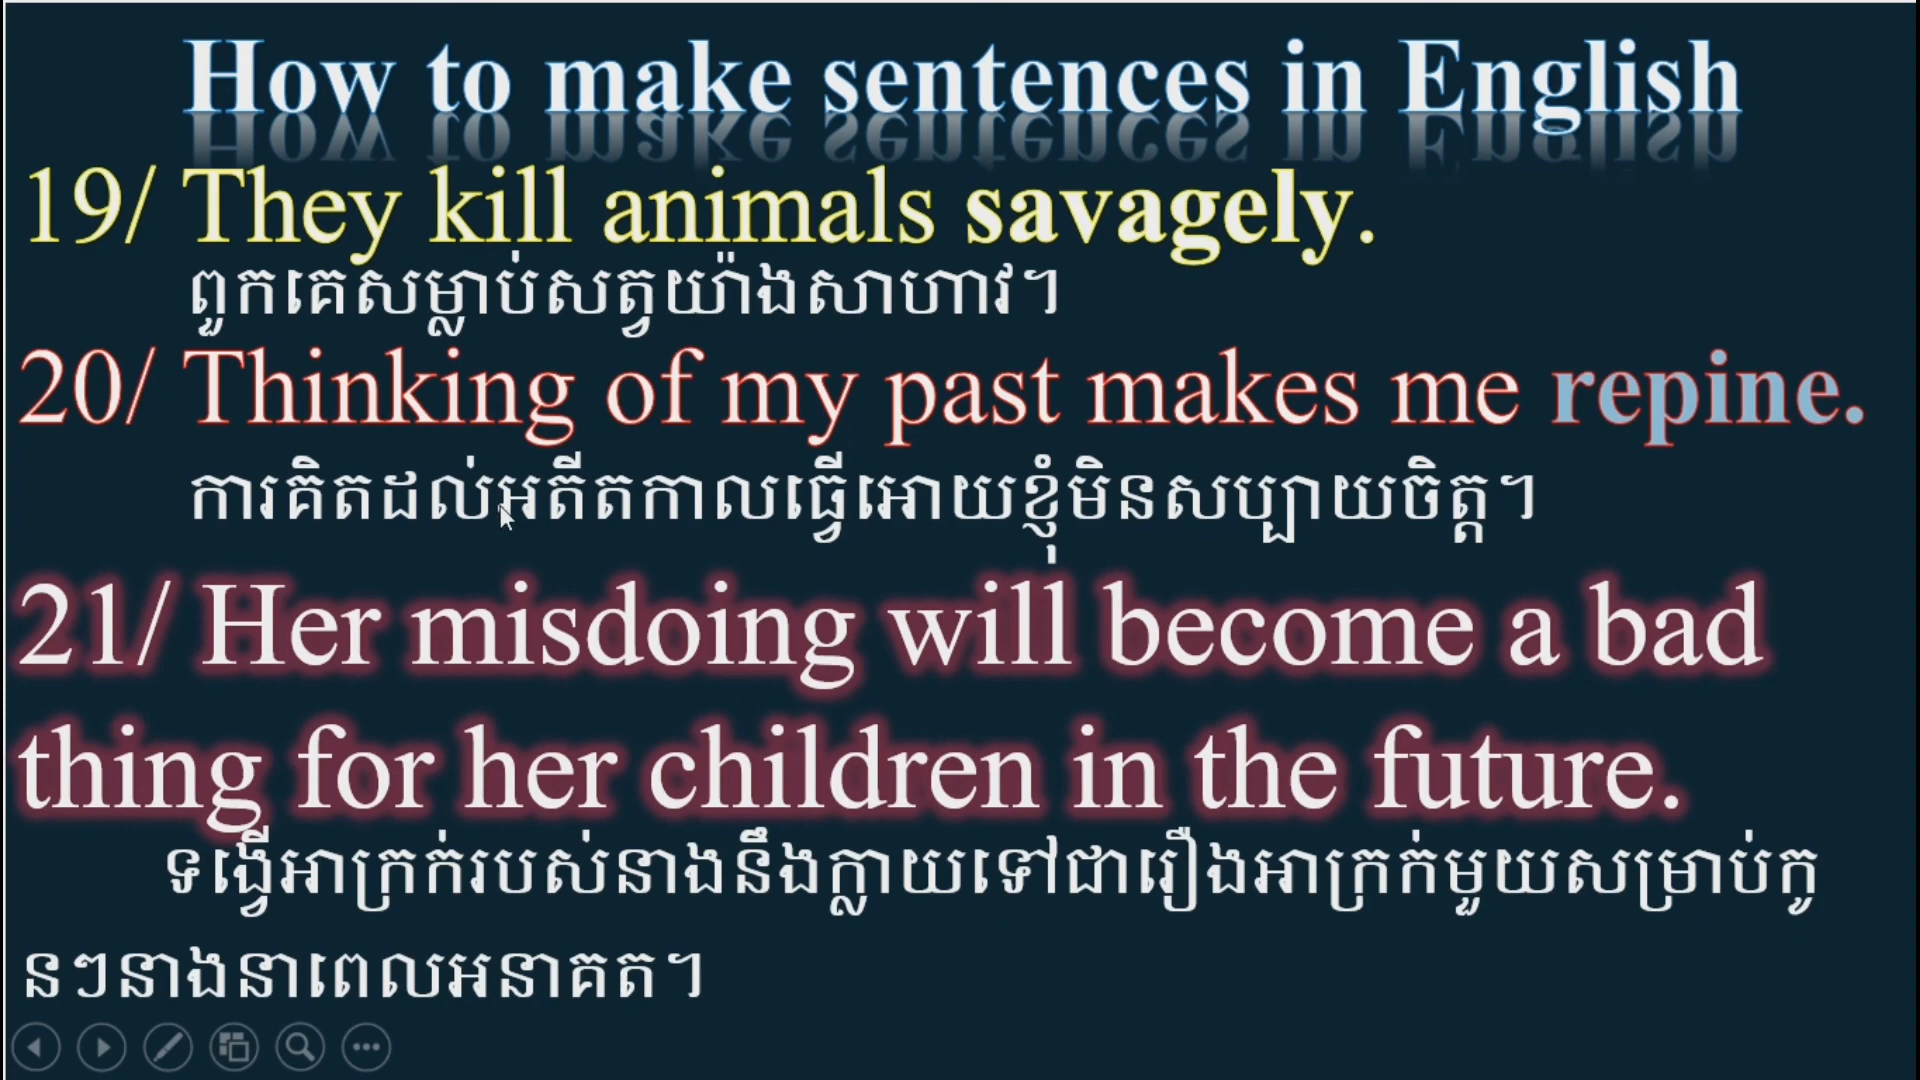 How to make sentences in English
19/ They kill animals savagely.
ពួកគេសម្លាប់សត្វយ៉ាងសាហាវ។
20/ Thinking of my past makes me repine.
ការគិតដល់អតីតកាលធ្វើអោយខ្ញុំមិនសប្បាយចិត្ត។
21/ Her misdoing will become a bad
thing for her children in the future.
ទង្វើអាក្រក់របស់នាងនឹងក្លាយទៅជារឿងអាក្រក់មួយសម្រាប់កូ
នៗនាងនាពេលអនាគត។